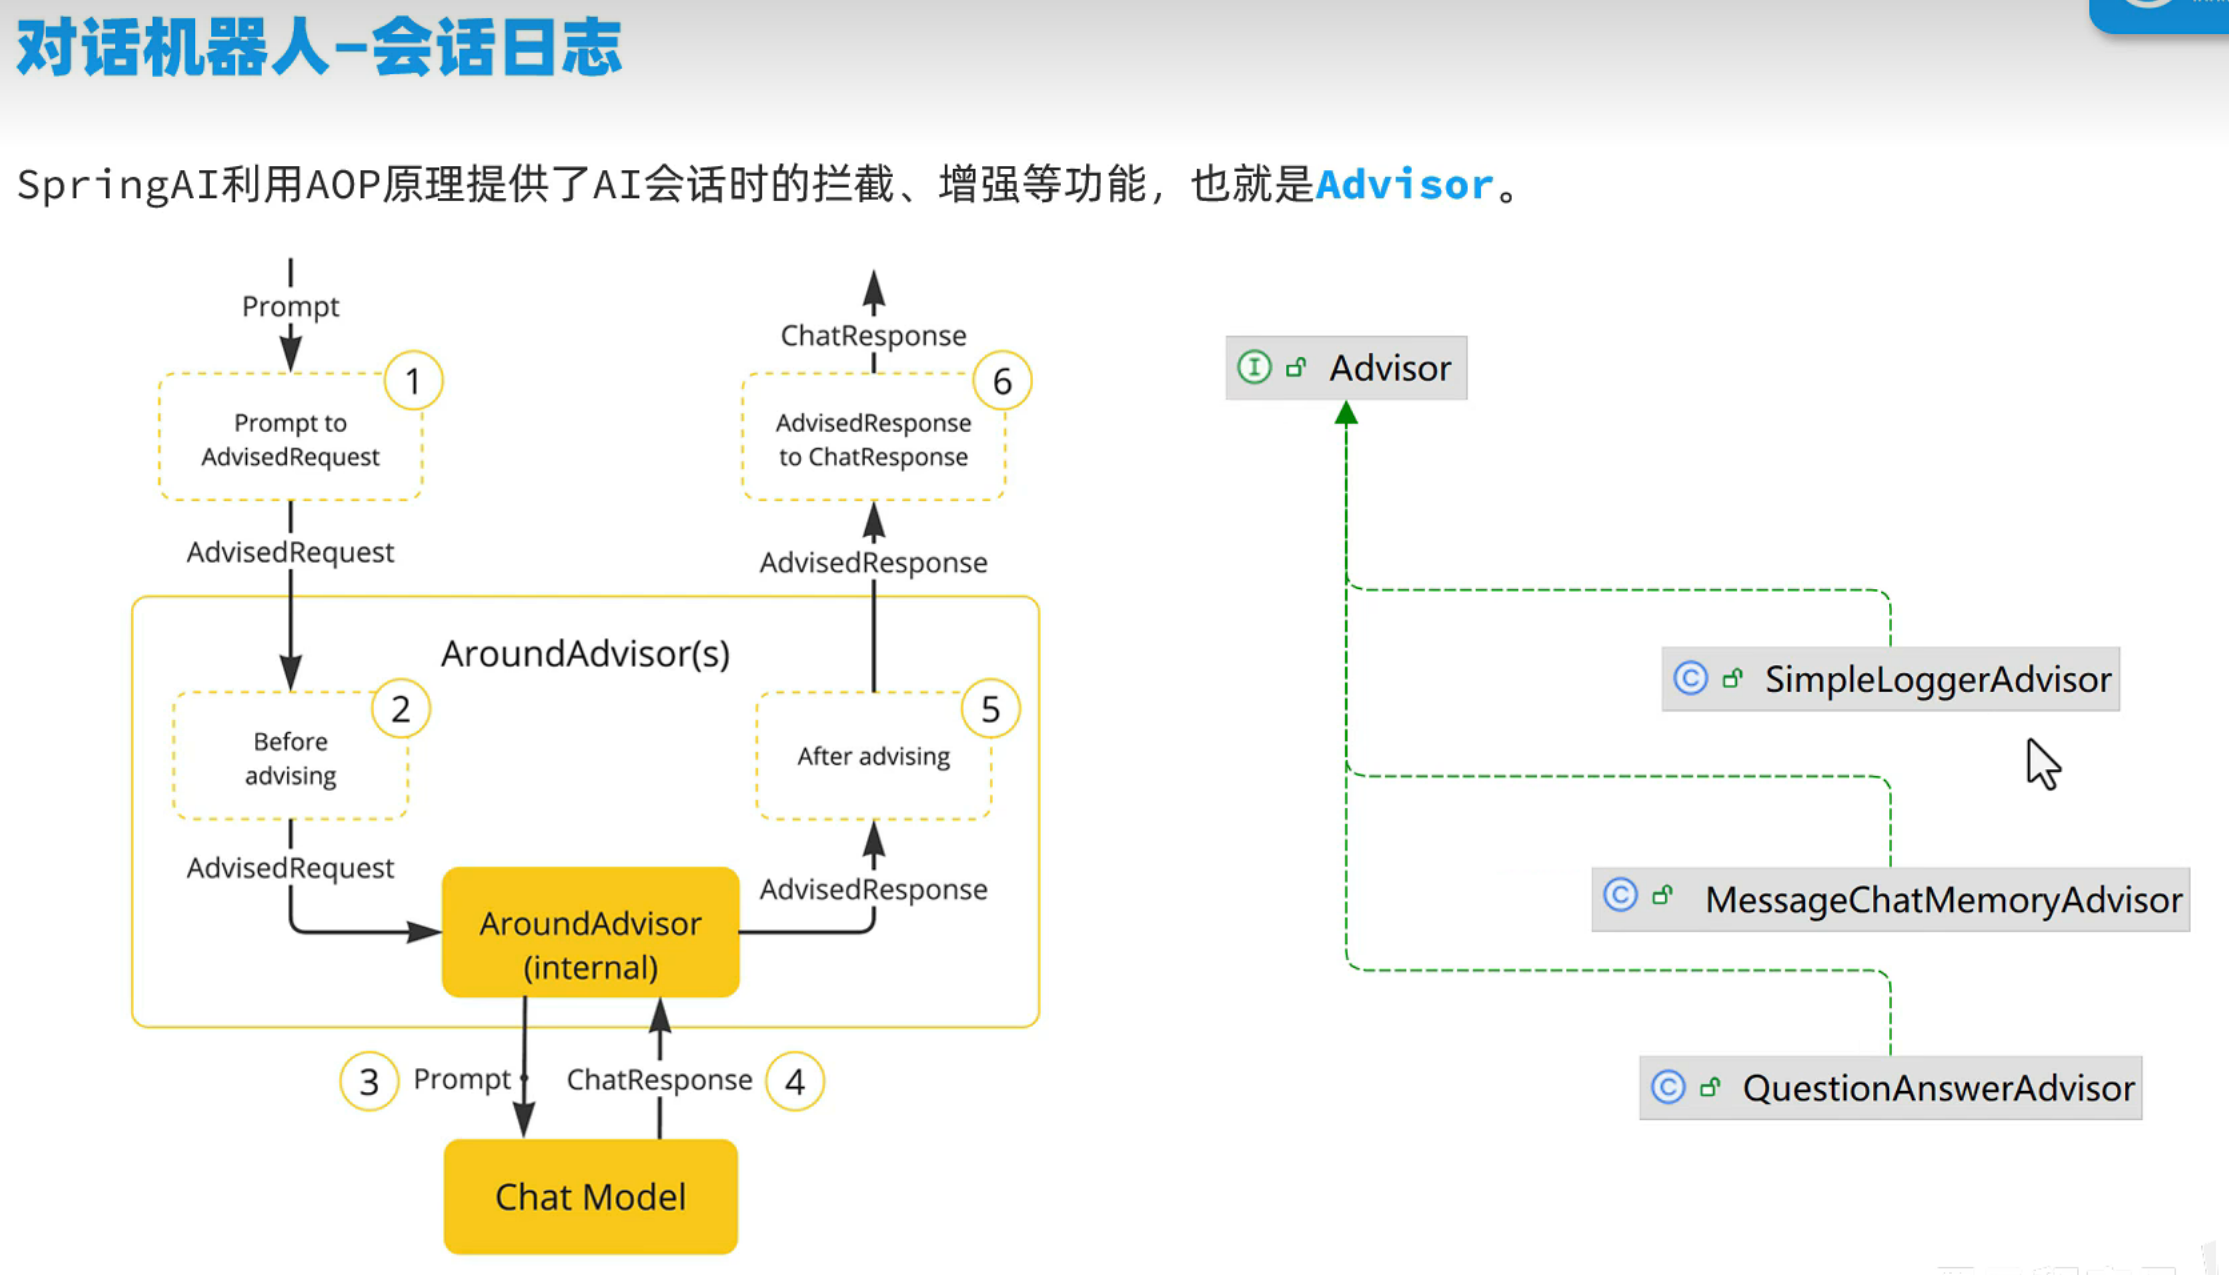 对话机器人-会话日志
SpringAI利用AOP原理提供了AI会话时的拦截、增强等功能，也就是Advisor。
Prompt
1
Prompt to
AdvisedRequest
AdvisedRequest
AroundAdvisor(s)
2
Before
advising
AdvisedRequest
AroundAdvisor
(internal)
3
Prompt
ChatResponse
4
Chat Model
AdvisedResponse
5
After advising
AdvisedResponse
6
AdvisedResponse
to ChatResponse
ChatResponse
I
Advisor
C
SimpleLoggerAdvisor
C
MessageChatMemoryAdvisor
C
QuestionAnswerAdvisor